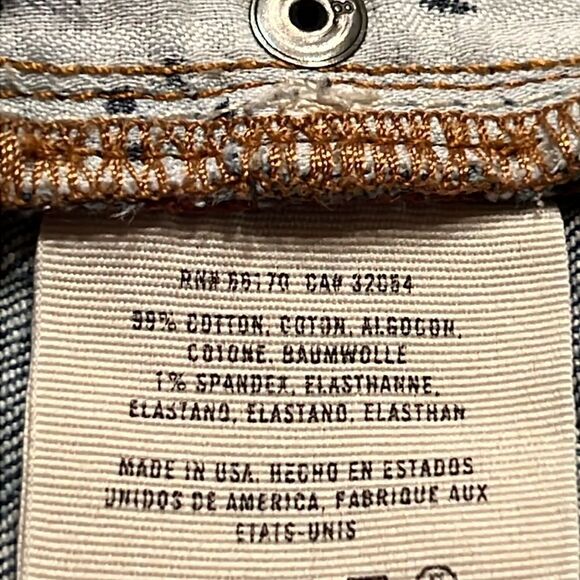 RN# 66170 CA# 32654
99% COTTON, COTON, ALGODON,
COTONE, BAUMWOLLE
1% SPANDEX, ELASTHANNE,
ELASTANO, ELASTANO, ELASTHAN
MADE IN USA, HECHO EN ESTADOS
UNIDOS DE AMERICA, FABRIQUE AUX
ETATS-UNIS